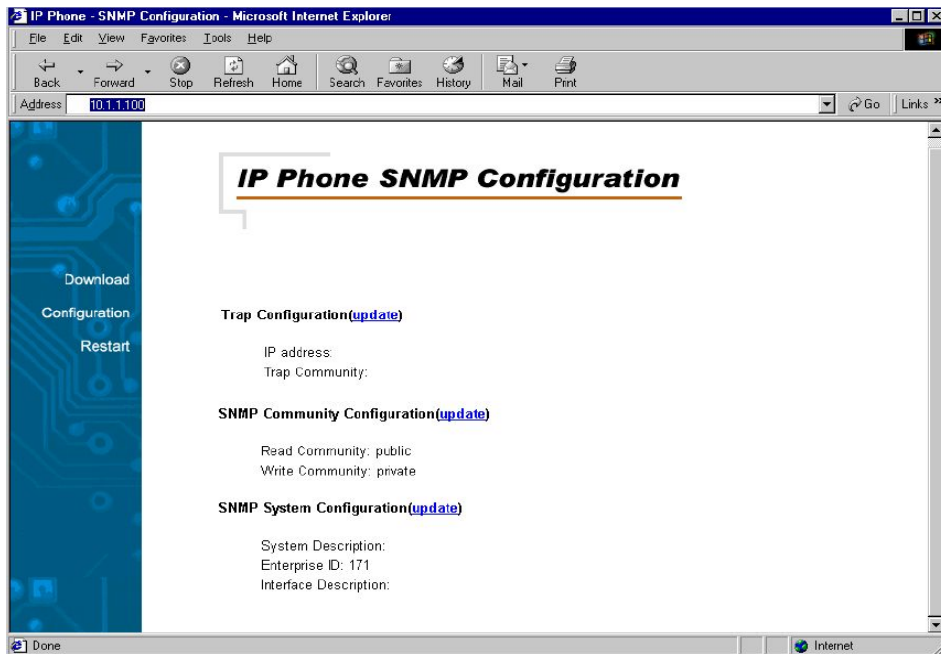 IP Phone - SNMP Configuration - Microsoft Internet Explorer
File Edit View Favorites Tools Help
Back Forward Stop Refresh Home Search Favorites History Mail Print
Address 10.1.1.100 Go Links »
IP Phone SNMP Configuration
Download
Configuration
Restart
Trap Configuration(update)
IP address:
Trap Community:
SNMP Community Configuration(update)
Read Community: public
Write Community: private
SNMP System Configuration(update)
System Description:
Enterprise ID: 171
Interface Description:
Done Internet